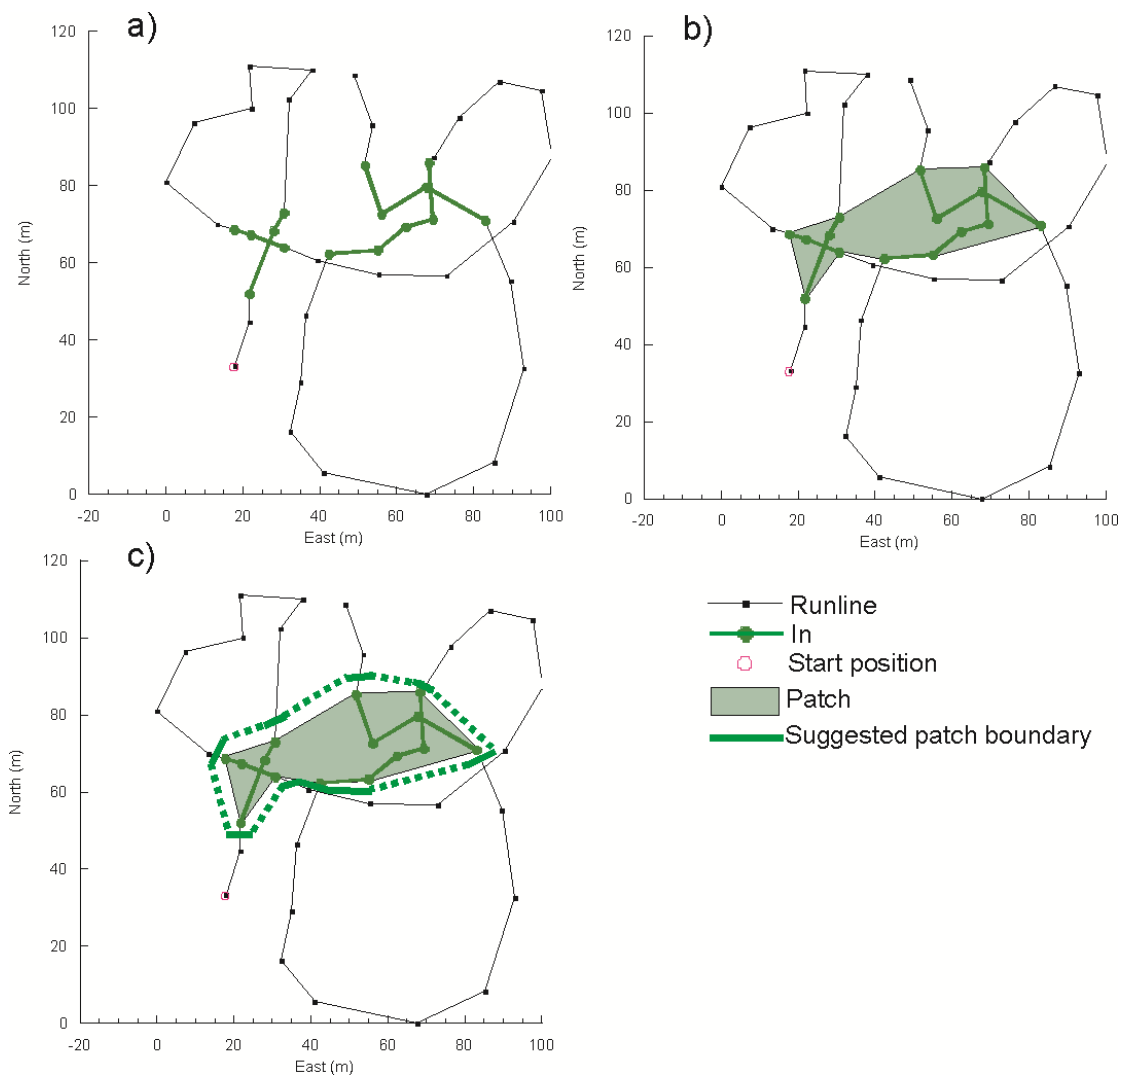 a)
120
100
80
60
40
20
0
North (m)
-20 0 20 40 60 80 100
East (m)
b)
120
100
80
60
40
20
0
North (m)
-20 0 20 40 60 80 100
East (m)
c)
120
100
80
60
40
20
0
North (m)
-20 0 20 40 60 80 100
East (m)
Runline
In
Start position
Patch
Suggested patch boundary